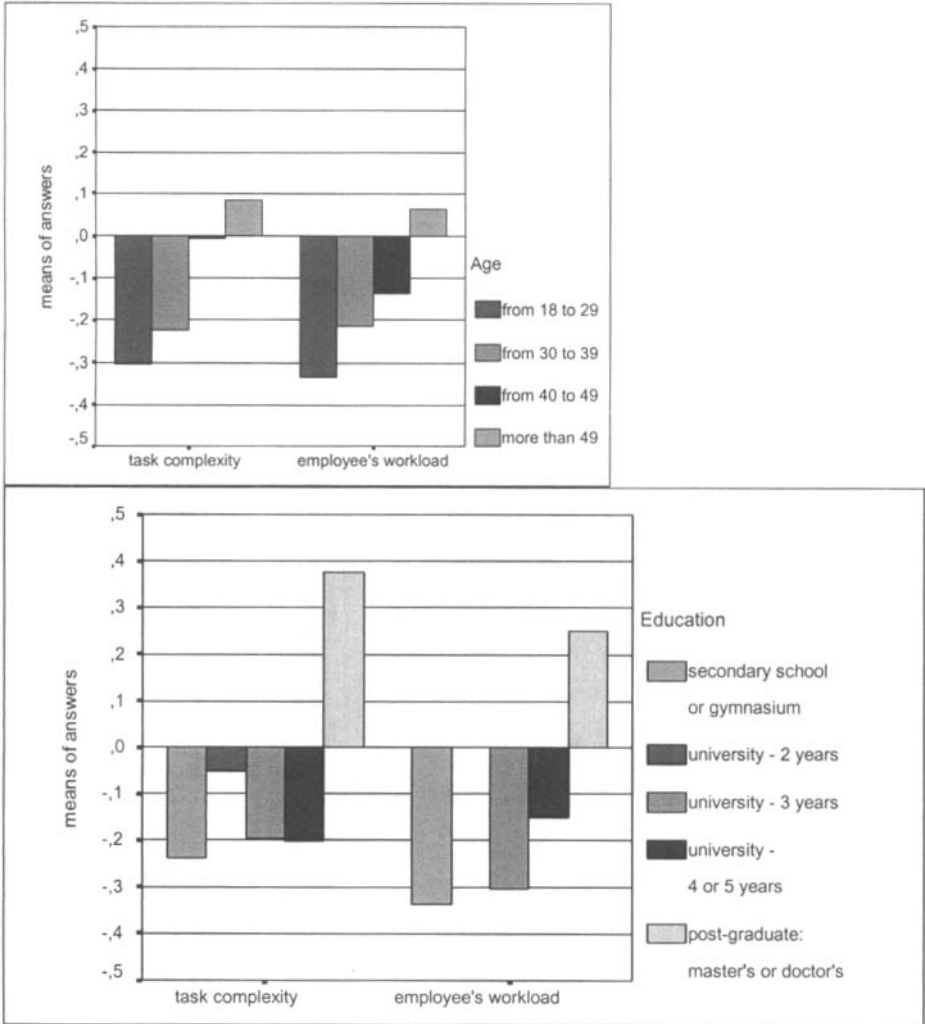 ,5
,4
,3
,2
,1
,0
-,1
-,2
-,3
-,4
-,5
means of answers
task complexity employee's workload
Age
from 18 to 29
from 30 to 39
from 40 to 49
more than 49
,5
,4
,3
,2
,1
,0
-,1
-,2
-,3
-,4
-,5
means of answers
task complexity employee's workload
Education
secondary school
or gymnasium
university - 2 years
university - 3 years
university -
4 or 5 years
post-graduate:
master's or doctor's